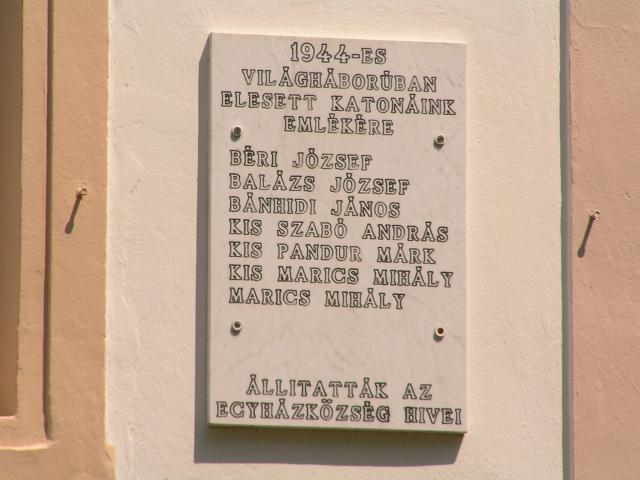 1944-ES
VILÁGHÁBORÚBAN
ELESETT KATONÁINK
EMLÉKÉRE
BÉRI JÓZSEF
BALÁZS JÓZSEF
BÁNHIDI JÁNOS
KIS SZABÓ ANDRÁS
KIS PANDUR MÁRK
KIS MARICS MIHÁLY
MARICS MIHÁLY
ÁLLITATTÁK AZ
EGYHÁZKÖZSÉG HIVEI